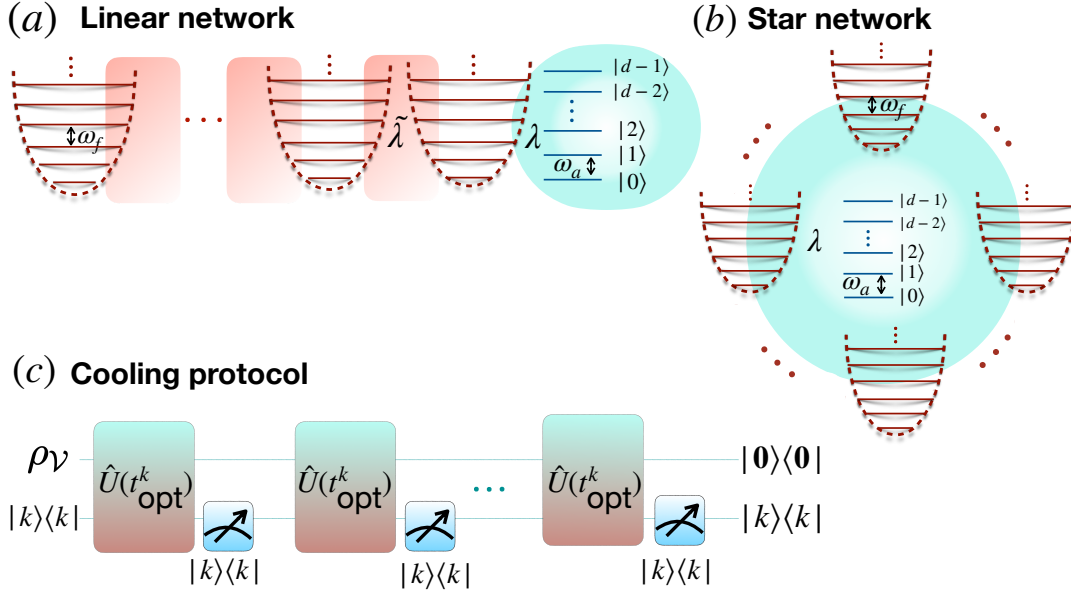 (a) Linear network
ω_f
λ̃
λ
|d−1⟩
|d−2⟩
|2⟩
|1⟩
|0⟩
ω_a
(b) Star network
ω_f
λ
|d−1⟩
|d−2⟩
|2⟩
|1⟩
|0⟩
ω_a
(c) Cooling protocol
ρ_𝒱 Û(t^k_opt) Û(t^k_opt) ... Û(t^k_opt) |𝟎⟩⟨𝟎|
|k⟩⟨k| |k⟩⟨k|
|k⟩⟨k| |k⟩⟨k| |k⟩⟨k|